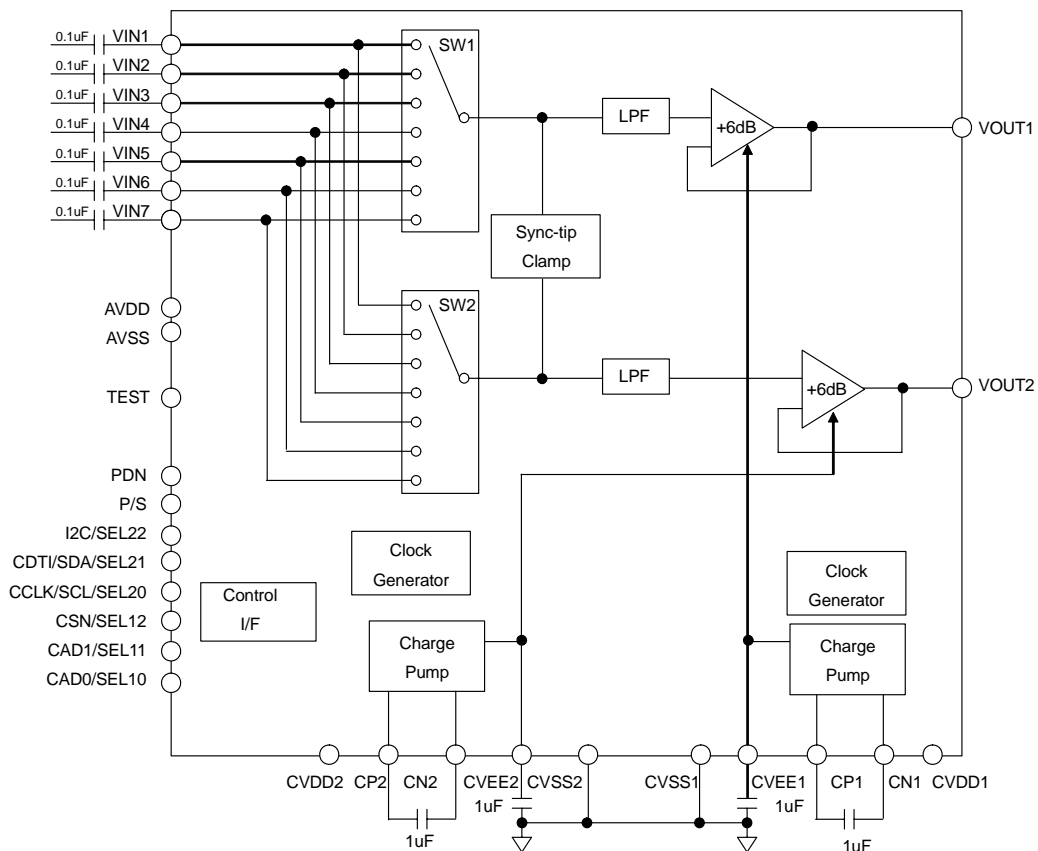 0.1uF VIN1
0.1uF VIN2
0.1uF VIN3
0.1uF VIN4
0.1uF VIN5
0.1uF VIN6
0.1uF VIN7
SW1
LPF
+6dB
VOUT1
Sync-tip
Clamp
AVDD
AVSS
TEST
SW2
LPF
+6dB
VOUT2
PDN
P/S
I2C/SEL22
CDTI/SDA/SEL21
CCLK/SCL/SEL20
CSN/SEL12
CAD1/SEL11
CAD0/SEL10
Control
I/F
Clock
Generator
Charge
Pump
Clock
Generator
Charge
Pump
CVDD2 CP2 CN2 CVEE2 CVSS2 CVSS1 CVEE1 CP1 CN1 CVDD1
1uF 1uF 1uF 1uF